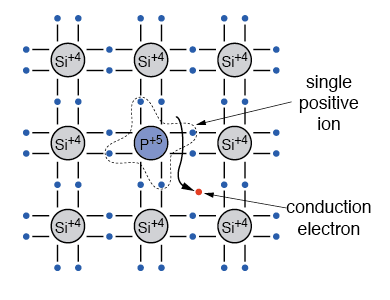 Si+4 Si+4 Si+4
single
positive
ion
Si+4 P+5 Si+4
conduction
electron
Si+4 Si+4 Si+4